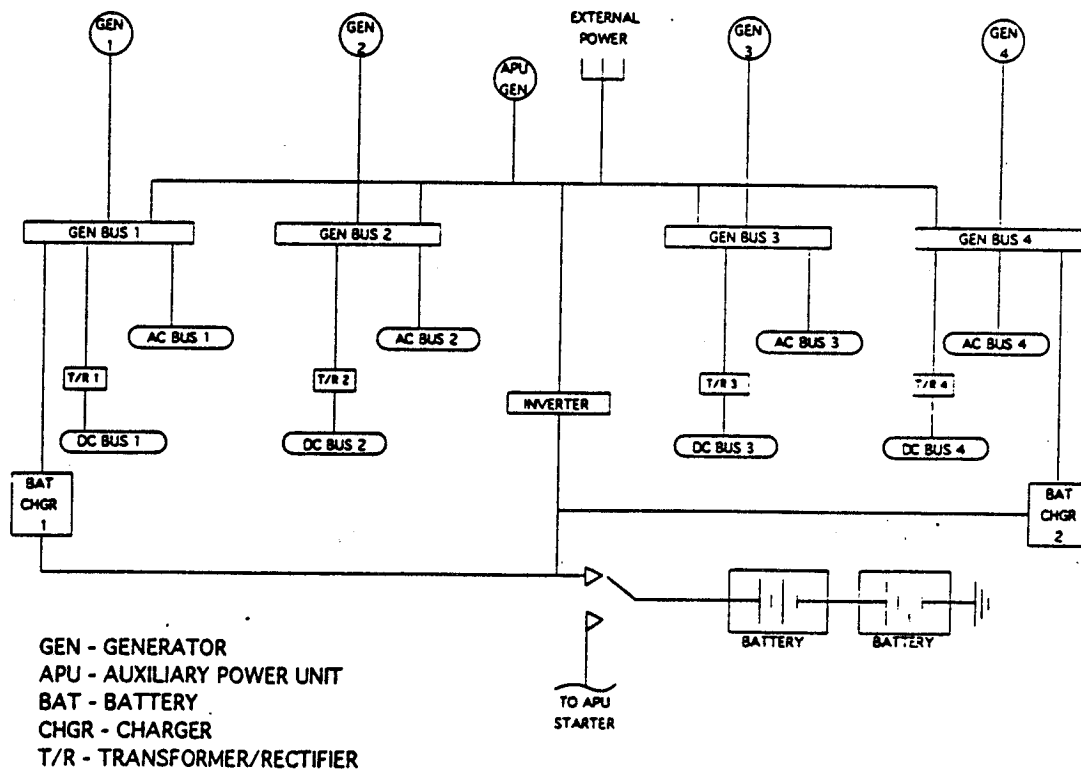 GEN
1
GEN
2
APU
GEN
EXTERNAL
POWER
GEN
3
GEN
4
GEN BUS 1
GEN BUS 2
GEN BUS 3
GEN BUS 4
AC BUS 1
AC BUS 2
AC BUS 3
AC BUS 4
T/R 1
T/R 2
T/R 3
T/R 4
INVERTER
DC BUS 1
DC BUS 2
DC BUS 3
DC BUS 4
BAT
CHGR
1
BAT
CHGR
2
BATTERY
BATTERY
TO APU
STARTER
GEN - GENERATOR
APU - AUXILIARY POWER UNIT
BAT - BATTERY
CHGR - CHARGER
T/R - TRANSFORMER/RECTIFIER